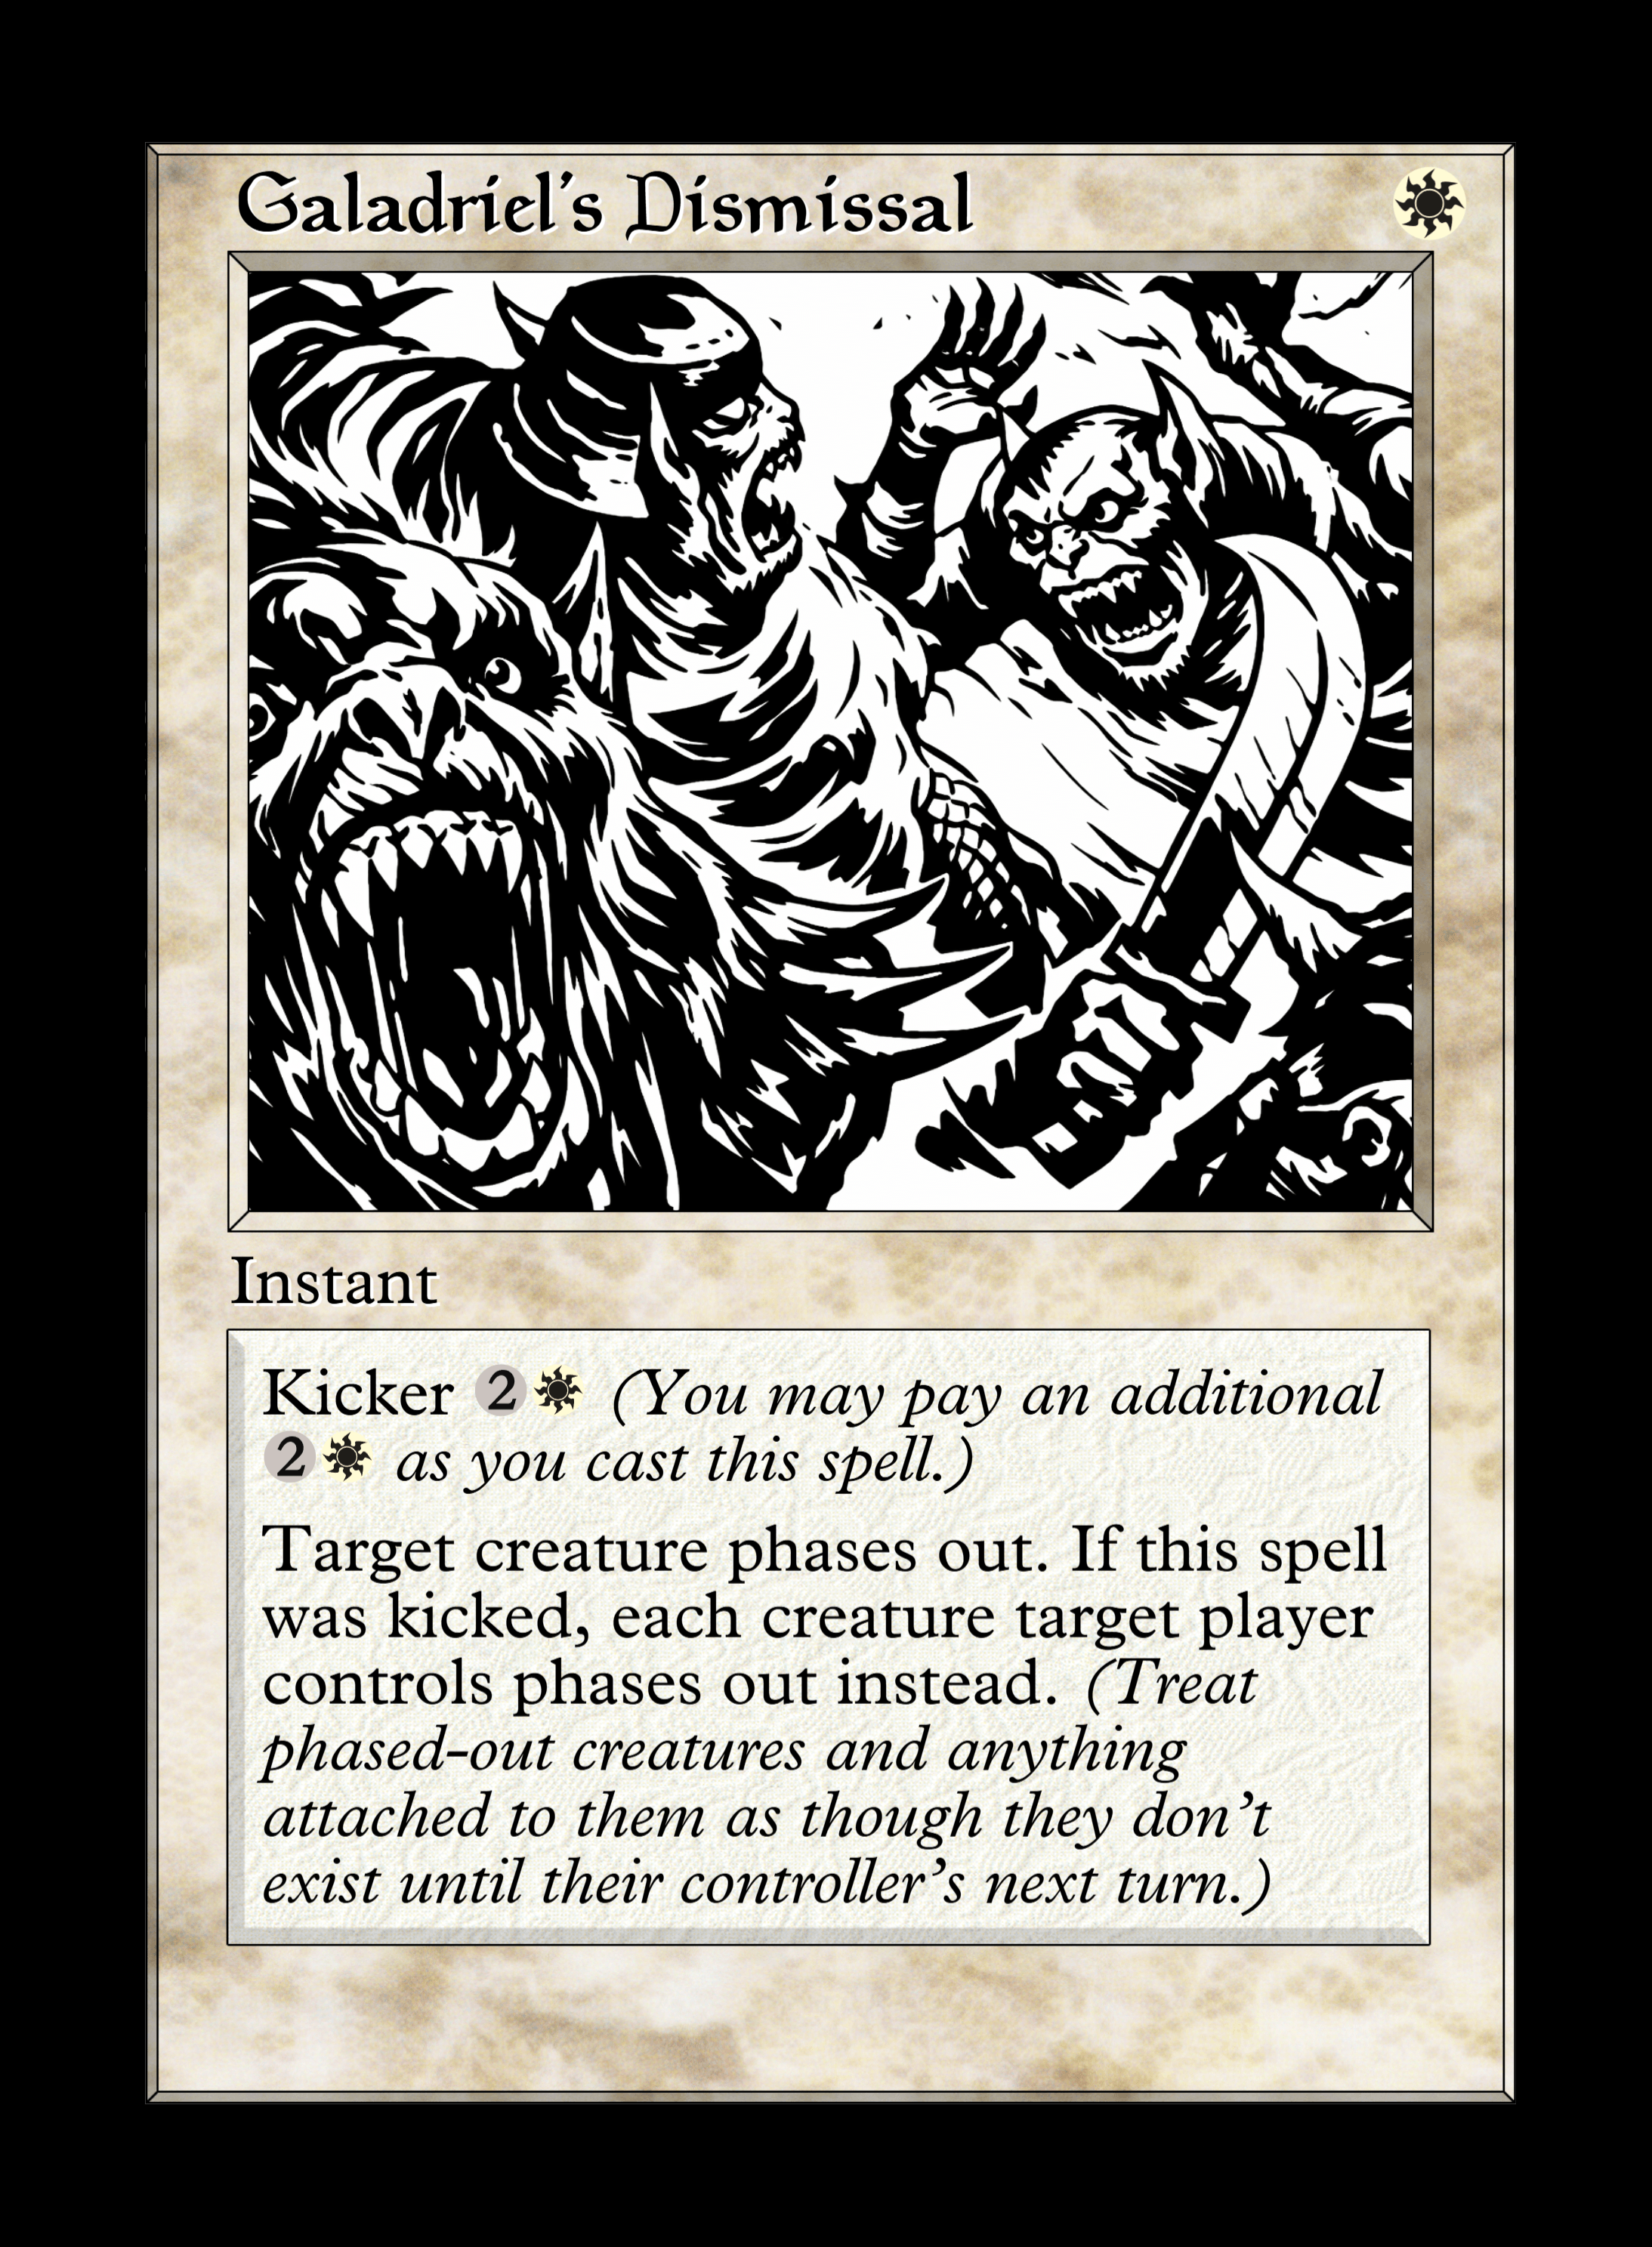 Galadriel's Dismissal
Instant
Kicker 2 (You may pay an additional
2 as you cast this spell.)
Target creature phases out. If this spell
was kicked, each creature target player
controls phases out instead. (Treat
phased-out creatures and anything
attached to them as though they don't
exist until their controller's next turn.)